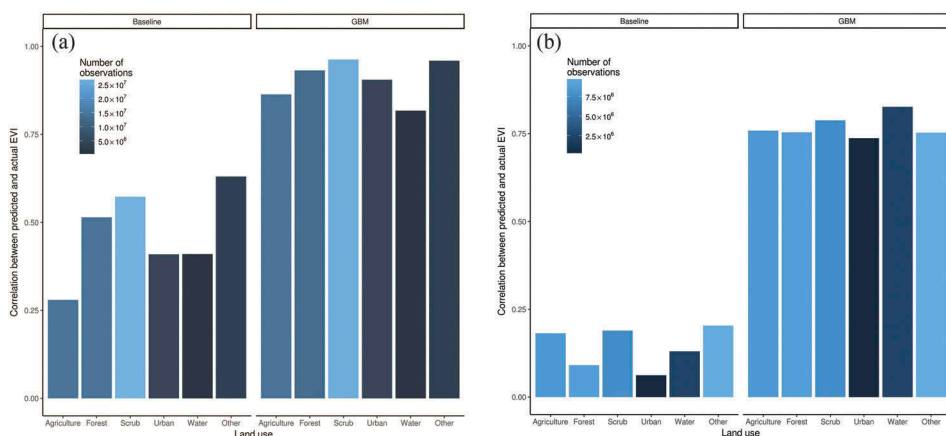 Baseline
GBM
(a)
Number of
observations
2.5×10⁷
2.0×10⁷
1.5×10⁷
1.0×10⁷
5.0×10⁶
1.00
0.75
0.50
0.25
0.00
Correlation between predicted and actual EVI
Agriculture Forest Scrub Urban Water Other
Agriculture Forest Scrub Urban Water Other
Land use
Baseline
GBM
(b)
Number of
observations
7.5×10⁶
5.0×10⁶
2.5×10⁶
1.00
0.75
0.50
0.25
0.00
Correlation between predicted and actual EVI
Agriculture Forest Scrub Urban Water Other
Agriculture Forest Scrub Urban Water Other
Land use